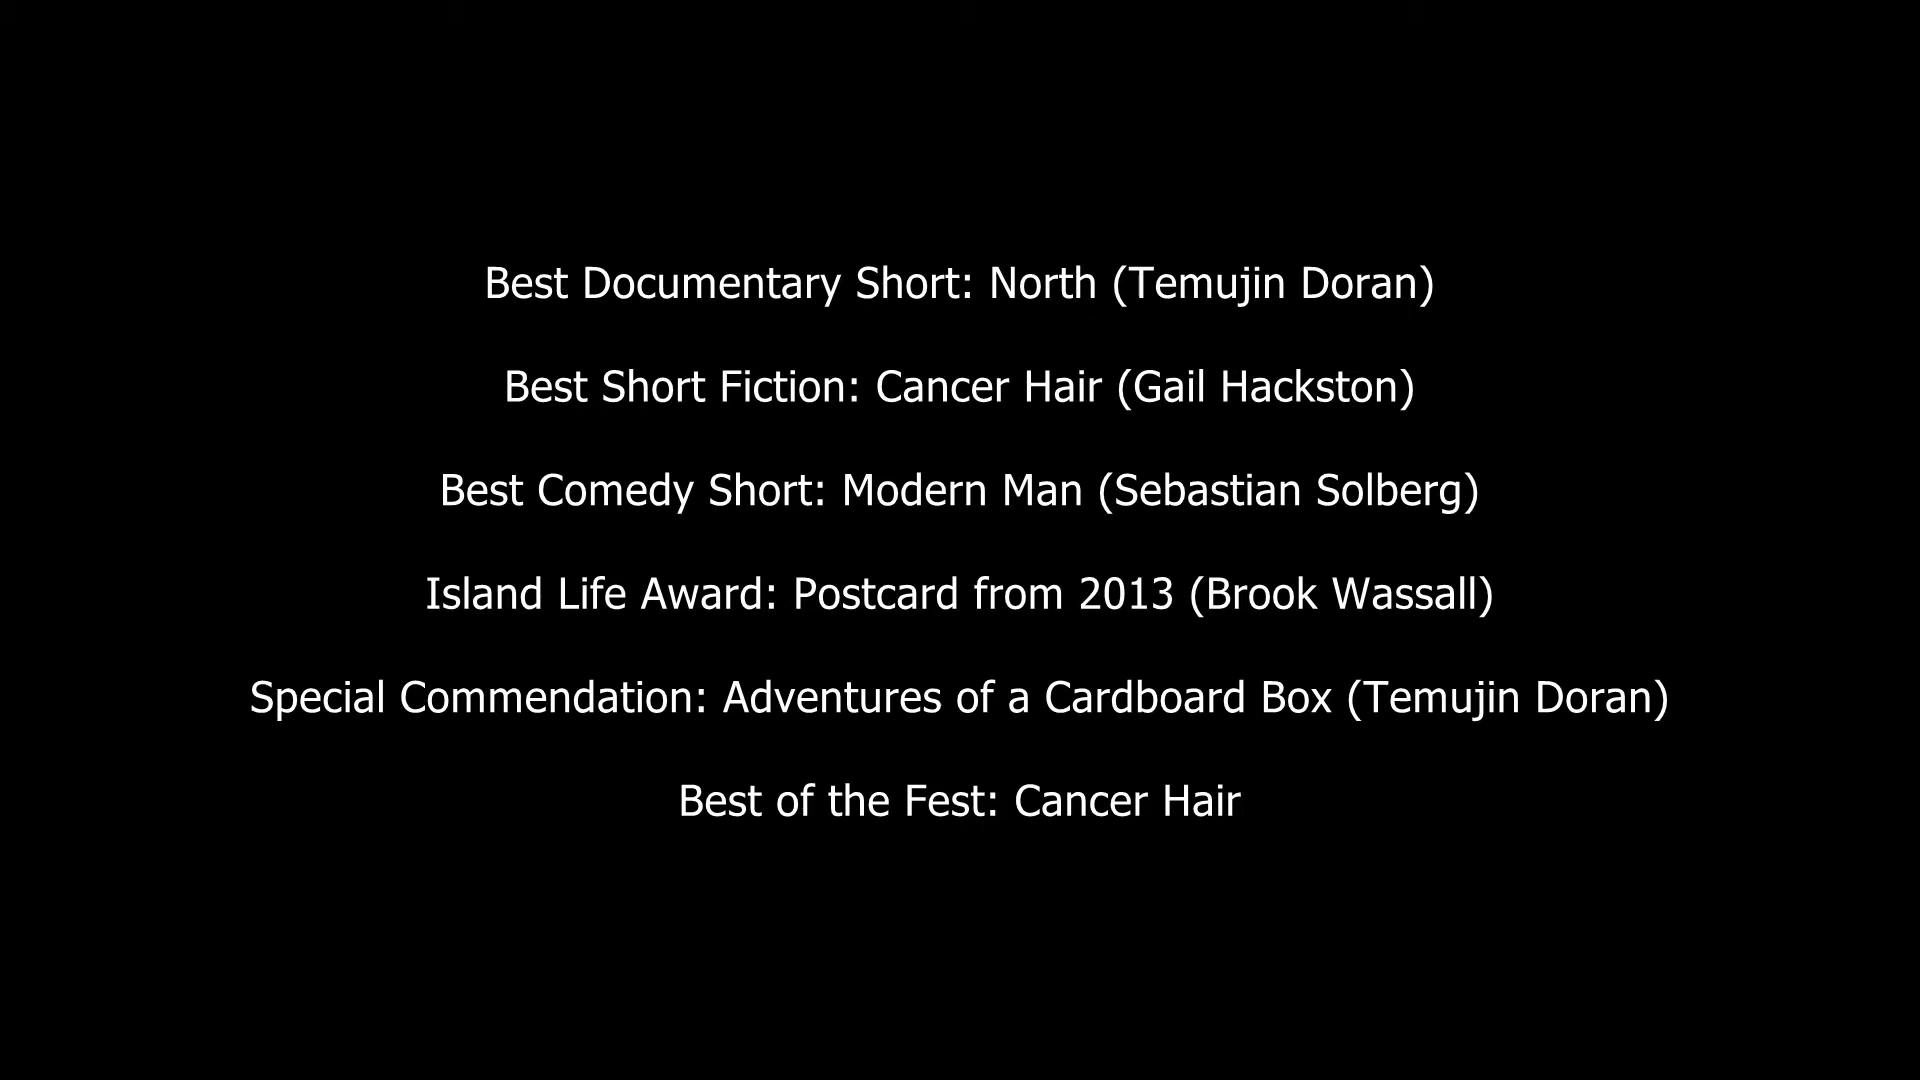 Best Documentary Short: North (Temujin Doran)
Best Short Fiction: Cancer Hair (Gail Hackston)
Best Comedy Short: Modern Man (Sebastian Solberg)
Island Life Award: Postcard from 2013 (Brook Wassall)
Special Commendation: Adventures of a Cardboard Box (Temujin Doran)
Best of the Fest: Cancer Hair